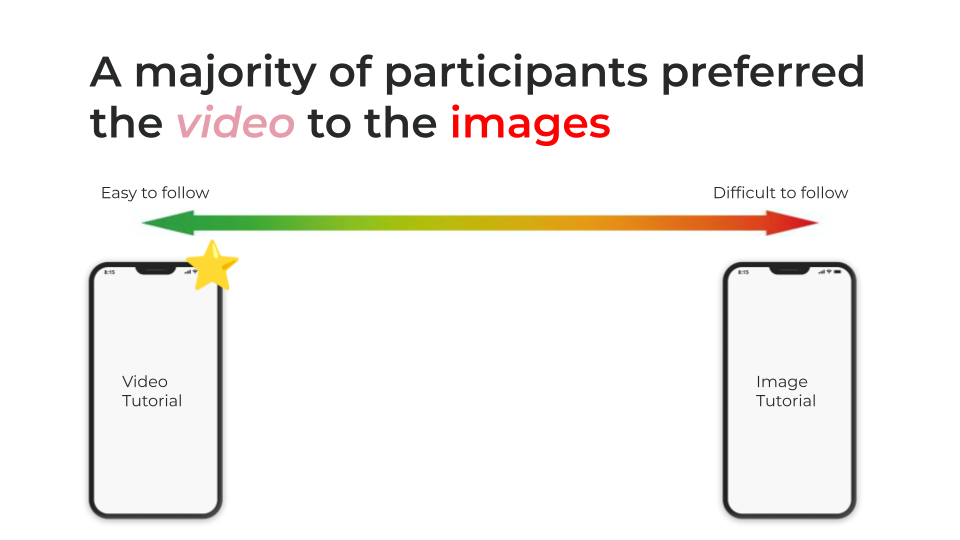 A majority of participants preferred
the video to the images
Easy to follow
Difficult to follow
8:15
8:15
Video
Tutorial
Image
Tutorial